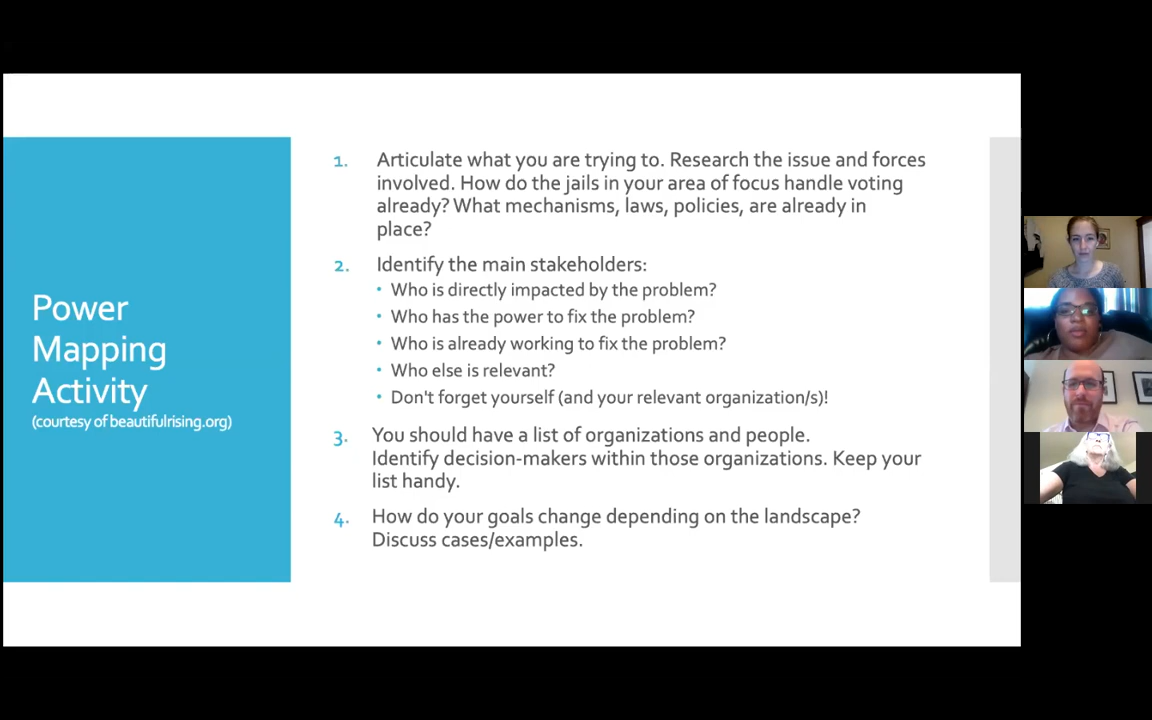 Power
Mapping
Activity
(courtesy of beautifulrising.org)
1. Articulate what you are trying to. Research the issue and forces
involved. How do the jails in your area of focus handle voting
already? What mechanisms, laws, policies, are already in
place?
2. Identify the main stakeholders:
• Who is directly impacted by the problem?
• Who has the power to fix the problem?
• Who is already working to fix the problem?
• Who else is relevant?
• Don't forget yourself (and your relevant organization/s)!
3. You should have a list of organizations and people.
Identify decision-makers within those organizations. Keep your
list handy.
4. How do your goals change depending on the landscape?
Discuss cases/examples.